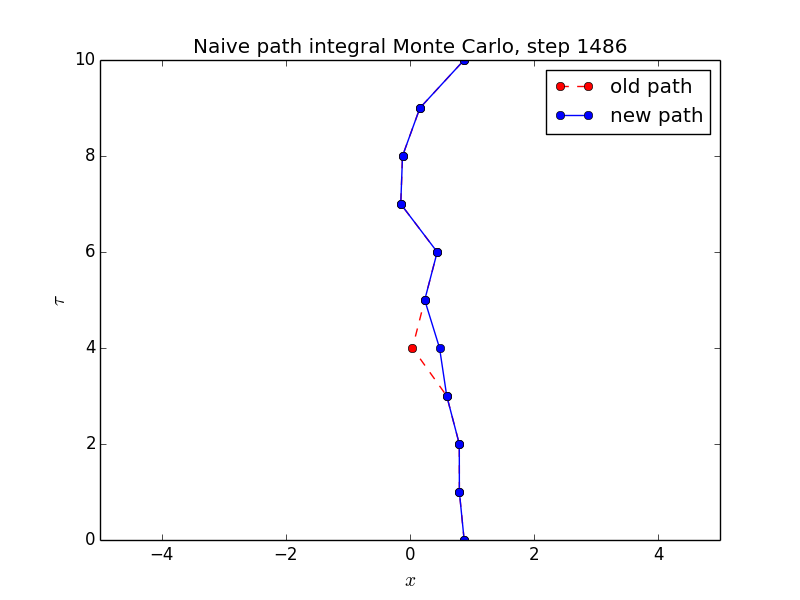 Naive path integral Monte Carlo, step 1486
old path
new path
10
8
6
4
2
0
τ
−4 −2 0 2 4
x